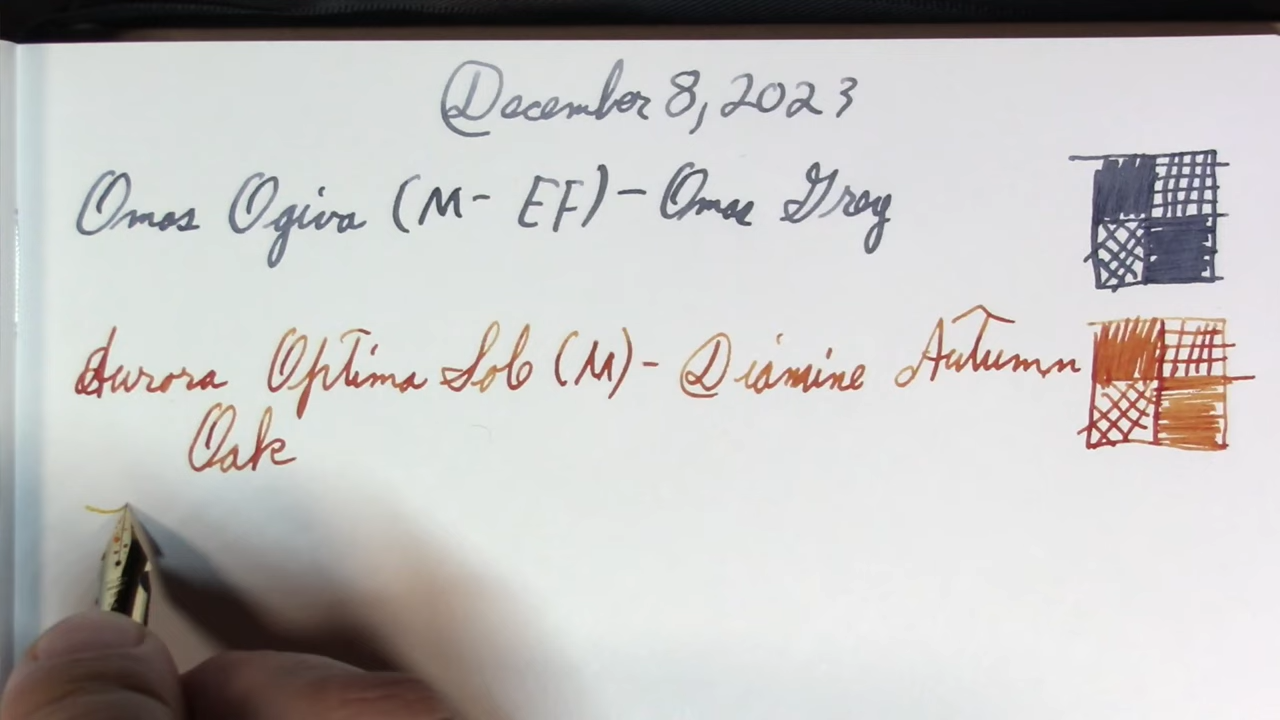 December 8, 2023
Omas Ogiva (M- EF) - Omas Grey
Aurora Optima Sole (M) - Diamine Autumn
Oak